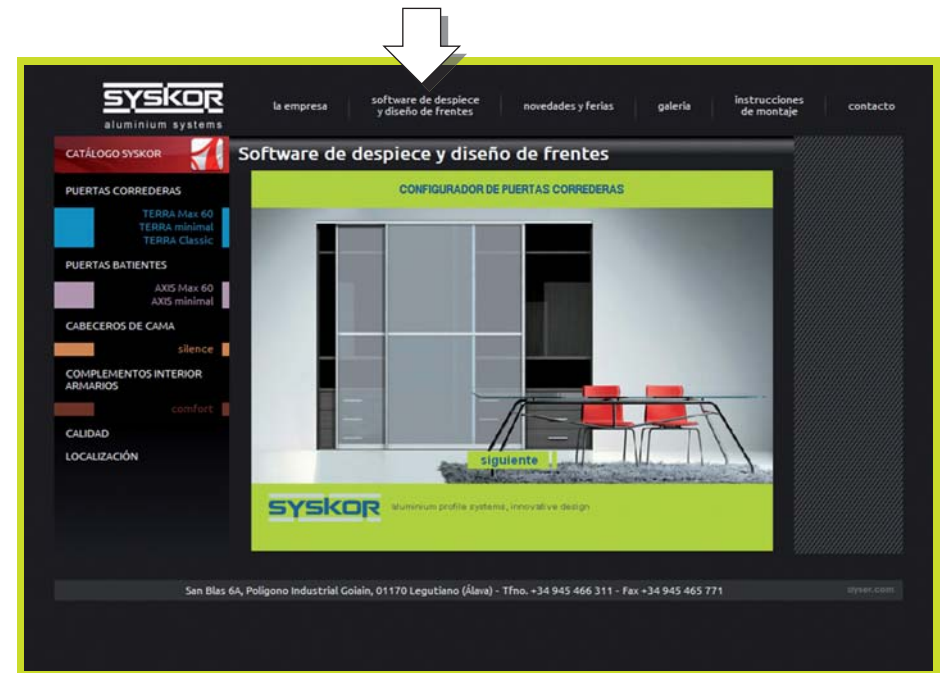 SYSKOR
aluminium systems
la empresa
software de despiece
y diseño de frentes
novedades y ferias
galería
instrucciones
de montaje
contacto
CATÁLOGO SYSKOR
Software de despiece y diseño de frentes
PUERTAS CORREDERAS
TERRA Max 60
TERRA minimal
TERRA Classic
PUERTAS BATIENTES
AXIS Max 60
AXIS minimal
CABECEROS DE CAMA
silence
COMPLEMENTOS INTERIOR
ARMARIOS
comfort
CALIDAD
LOCALIZACIÓN
CONFIGURADOR DE PUERTAS CORREDERAS
siguiente
SYSKOR
aluminium profile systems, innovative design
San Blas 6A, Polígono Industrial Goiain, 01170 Legutiano (Álava) - Tfno. +34 945 466 311 - Fax +34 945 465 771